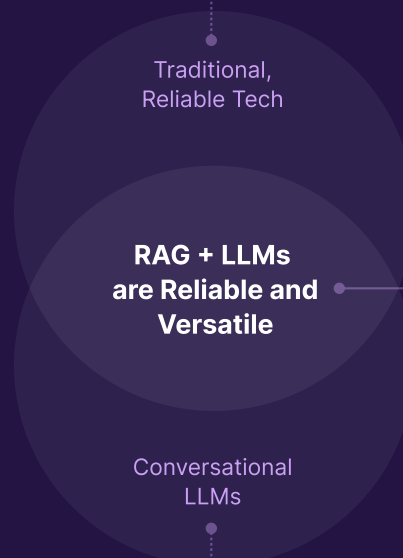 Traditional,
Reliable Tech
RAG + LLMs
are Reliable and
Versatile
Conversational
LLMs